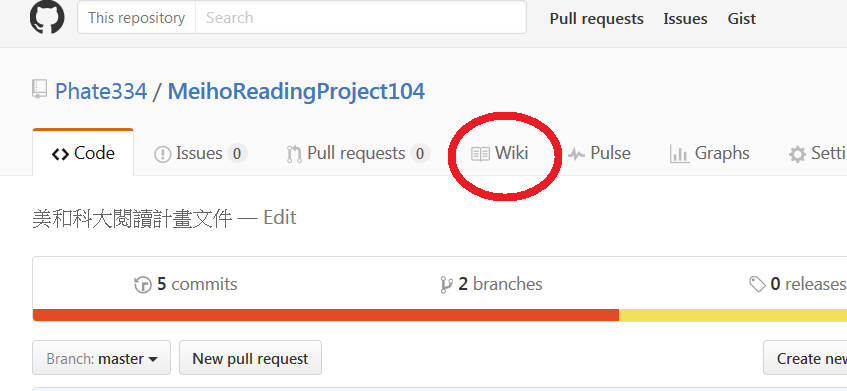 This repository Search Pull requests Issues Gist
Phate334 / MeihoReadingProject104
Code Issues 0 Pull requests 0 Wiki Pulse Graphs Setti
美和科大閱讀計畫文件 — Edit
5 commits 2 branches 0 releases
Branch: master New pull request Create new